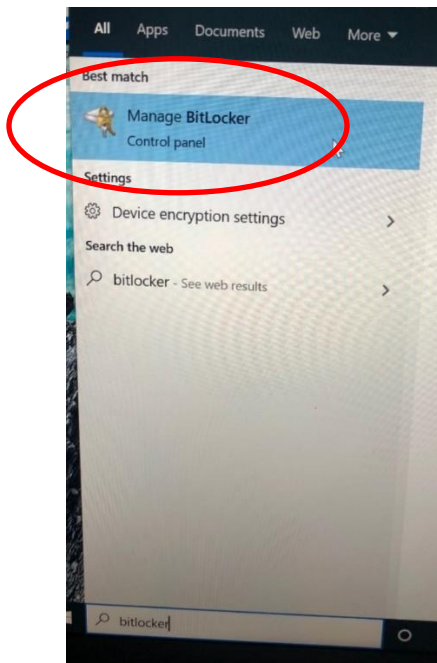 All Apps Documents Web More
Best match
Manage BitLocker
Control panel
Settings
Device encryption settings
Search the web
bitlocker - See web results
bitlocker